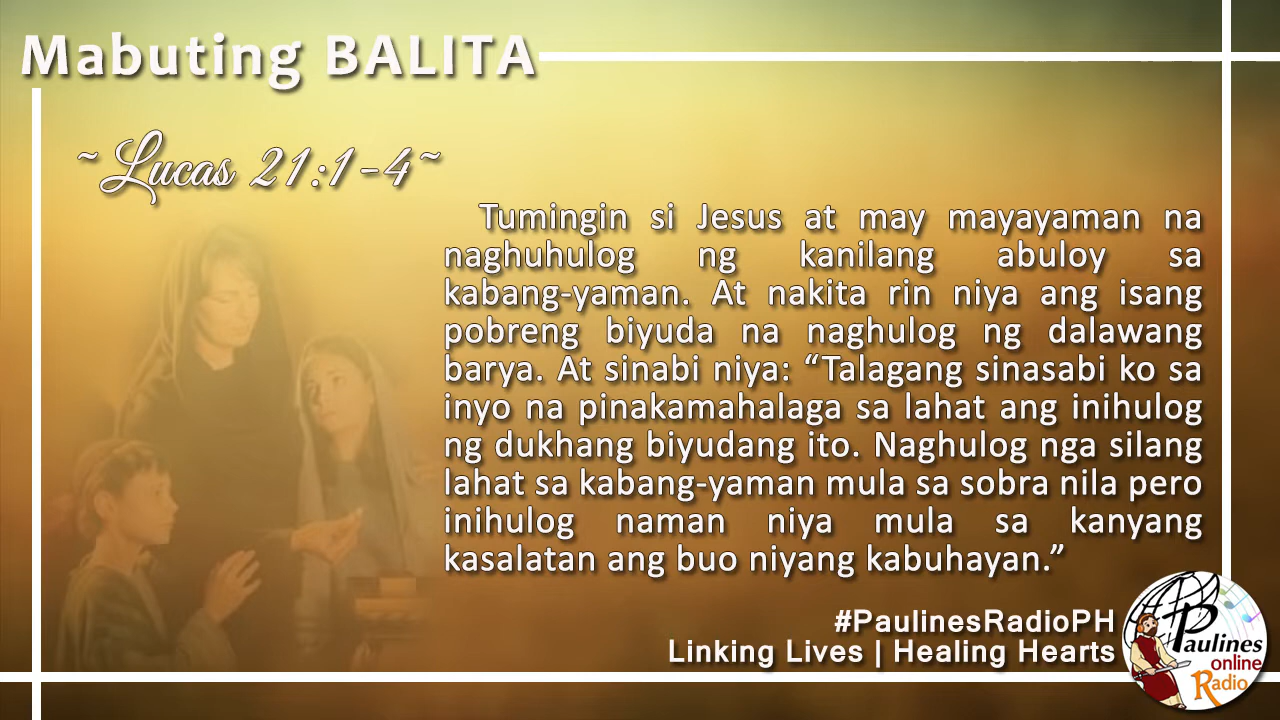 Mabuting BALITA
~Lucas 21:1-4~
Tumingin si Jesus at may mayayaman na
naghuhulog ng kanilang abuloy sa
kabang-yaman. At nakita rin niya ang isang
pobreng biyuda na naghulog ng dalawang
barya. At sinabi niya: “Talagang sinasabi ko sa
inyo na pinakamahalaga sa lahat ang inihulog
ng dukhang biyudang ito. Naghulog nga silang
lahat sa kabang-yaman mula sa sobra nila pero
inihulog naman niya mula sa kanyang
kasalatan ang buo niyang kabuhayan.”
#PaulinesRadioPH
Linking Lives | Healing Hearts
Paulines
online
Radio